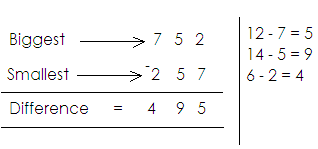 Biggest 7 5 2
Smallest -2 5 7
Difference = 4 9 5
12 - 7 = 5
14 - 5 = 9
6 - 2 = 4